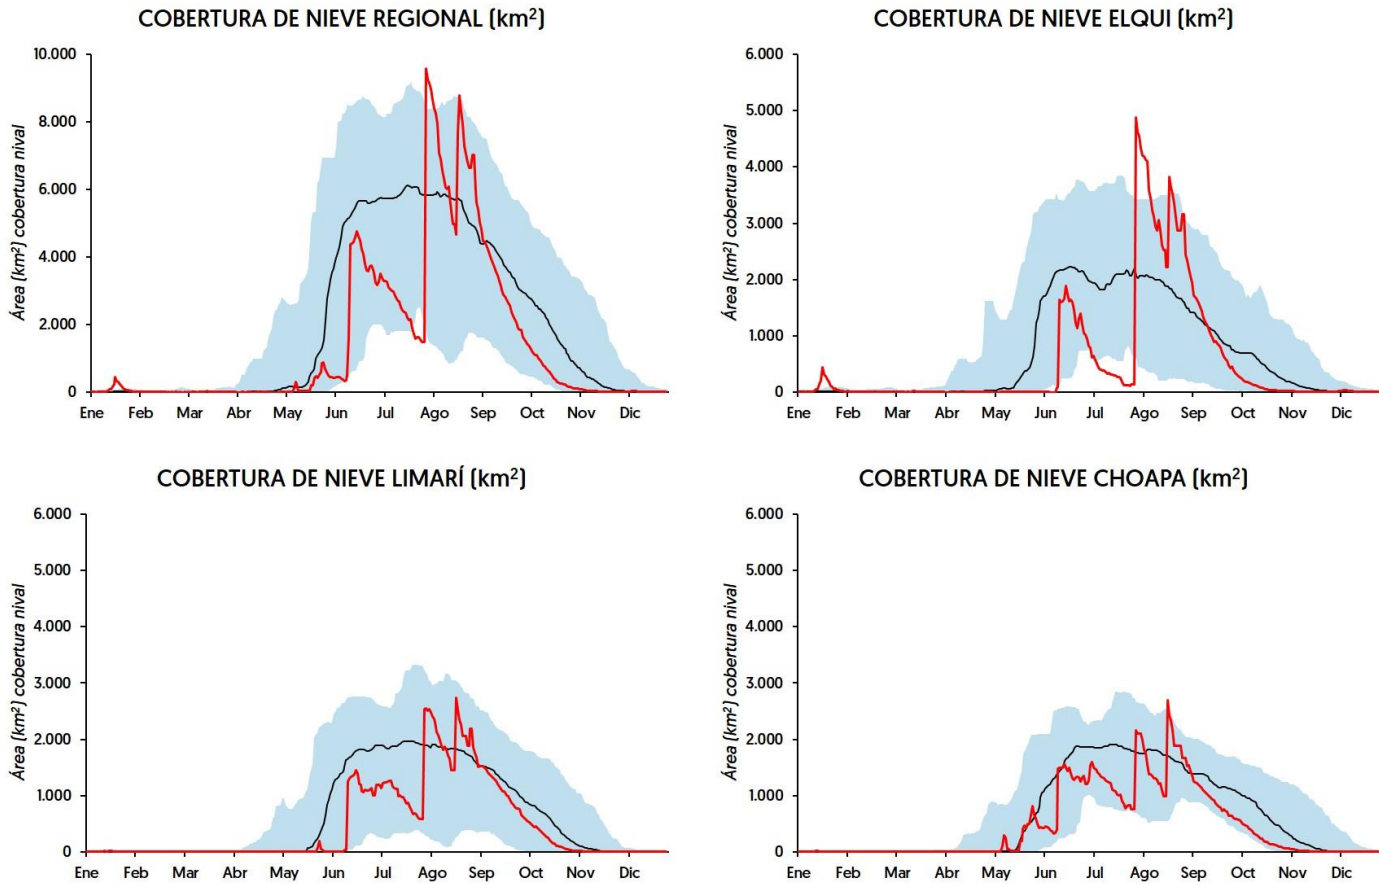 COBERTURA DE NIEVE REGIONAL (km²)
Área (km²) cobertura nival
10.000
8.000
6.000
4.000
2.000
0
Ene Feb Mar Abr May Jun Jul Ago Sep Oct Nov Dic
COBERTURA DE NIEVE ELQUI (km²)
Área (km²) cobertura nival
6.000
5.000
4.000
3.000
2.000
1.000
0
Ene Feb Mar Abr May Jun Jul Ago Sep Oct Nov Dic
COBERTURA DE NIEVE LIMARÍ (km²)
Área (km²) cobertura nival
6.000
5.000
4.000
3.000
2.000
1.000
0
Ene Feb Mar Abr May Jun Jul Ago Sep Oct Nov Dic
COBERTURA DE NIEVE CHOAPA (km²)
Área (km²) cobertura nival
6.000
5.000
4.000
3.000
2.000
1.000
0
Ene Feb Mar Abr May Jun Jul Ago Sep Oct Nov Dic